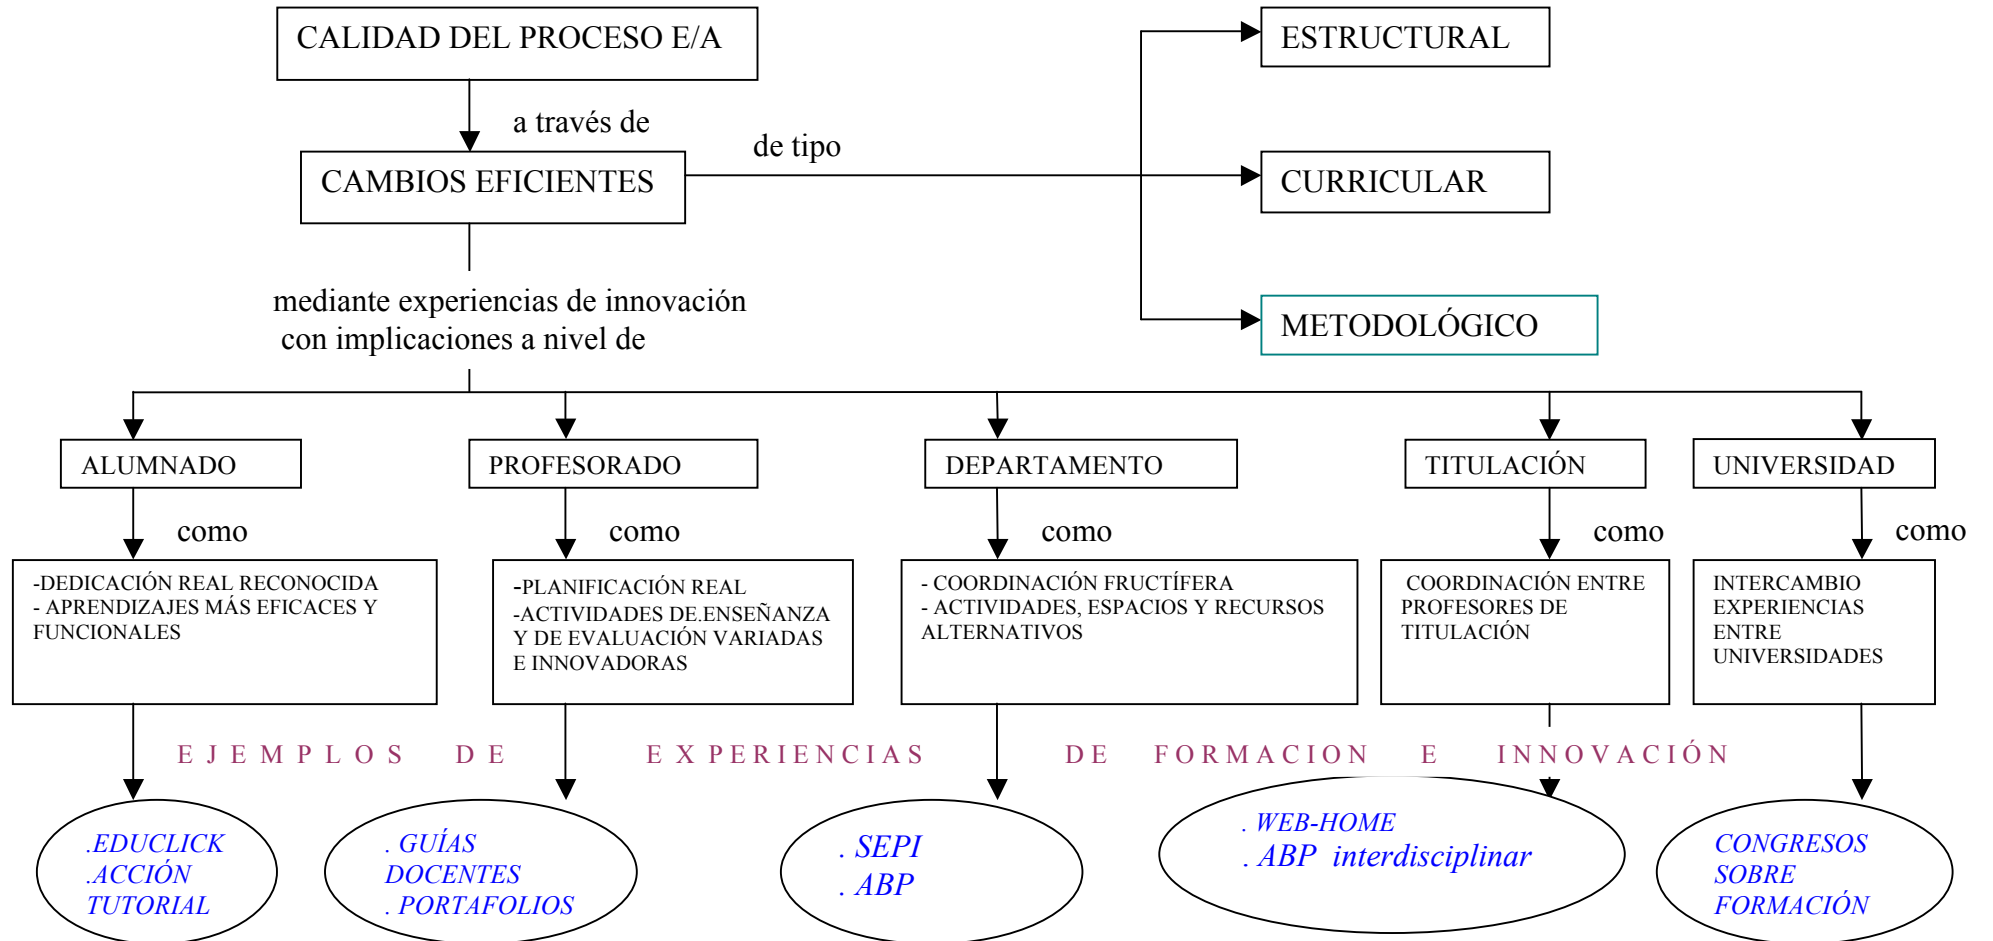 CALIDAD DEL PROCESO E/A
ESTRUCTURAL
a través de
de tipo
CAMBIOS EFICIENTES
CURRICULAR
mediante experiencias de innovación
con implicaciones a nivel de
METODOLÓGICO
ALUMNADO
PROFESORADO
DEPARTAMENTO
TITULACIÓN
UNIVERSIDAD
como
como
como
como
como
-DEDICACIÓN REAL RECONOCIDA
- APRENDIZAJES MÁS EFICACES Y
FUNCIONALES
-PLANIFICACIÓN REAL
-ACTIVIDADES DE.ENSEÑANZA
Y DE EVALUACIÓN VARIADAS
E INNOVADORAS
- COORDINACIÓN FRUCTÍFERA
- ACTIVIDADES, ESPACIOS Y RECURSOS
ALTERNATIVOS
COORDINACIÓN ENTRE
PROFESORES DE
TITULACIÓN
INTERCAMBIO
EXPERIENCIAS
ENTRE
UNIVERSIDADES
EJEMPLOS DE EXPERIENCIAS DE FORMACION E INNOVACIÓN
.EDUCLICK
.ACCIÓN
TUTORIAL
. GUÍAS
DOCENTES
. PORTAFOLIOS
. SEPI
. ABP
. WEB-HOME
. ABP interdisciplinar
CONGRESOS
SOBRE
FORMACIÓN